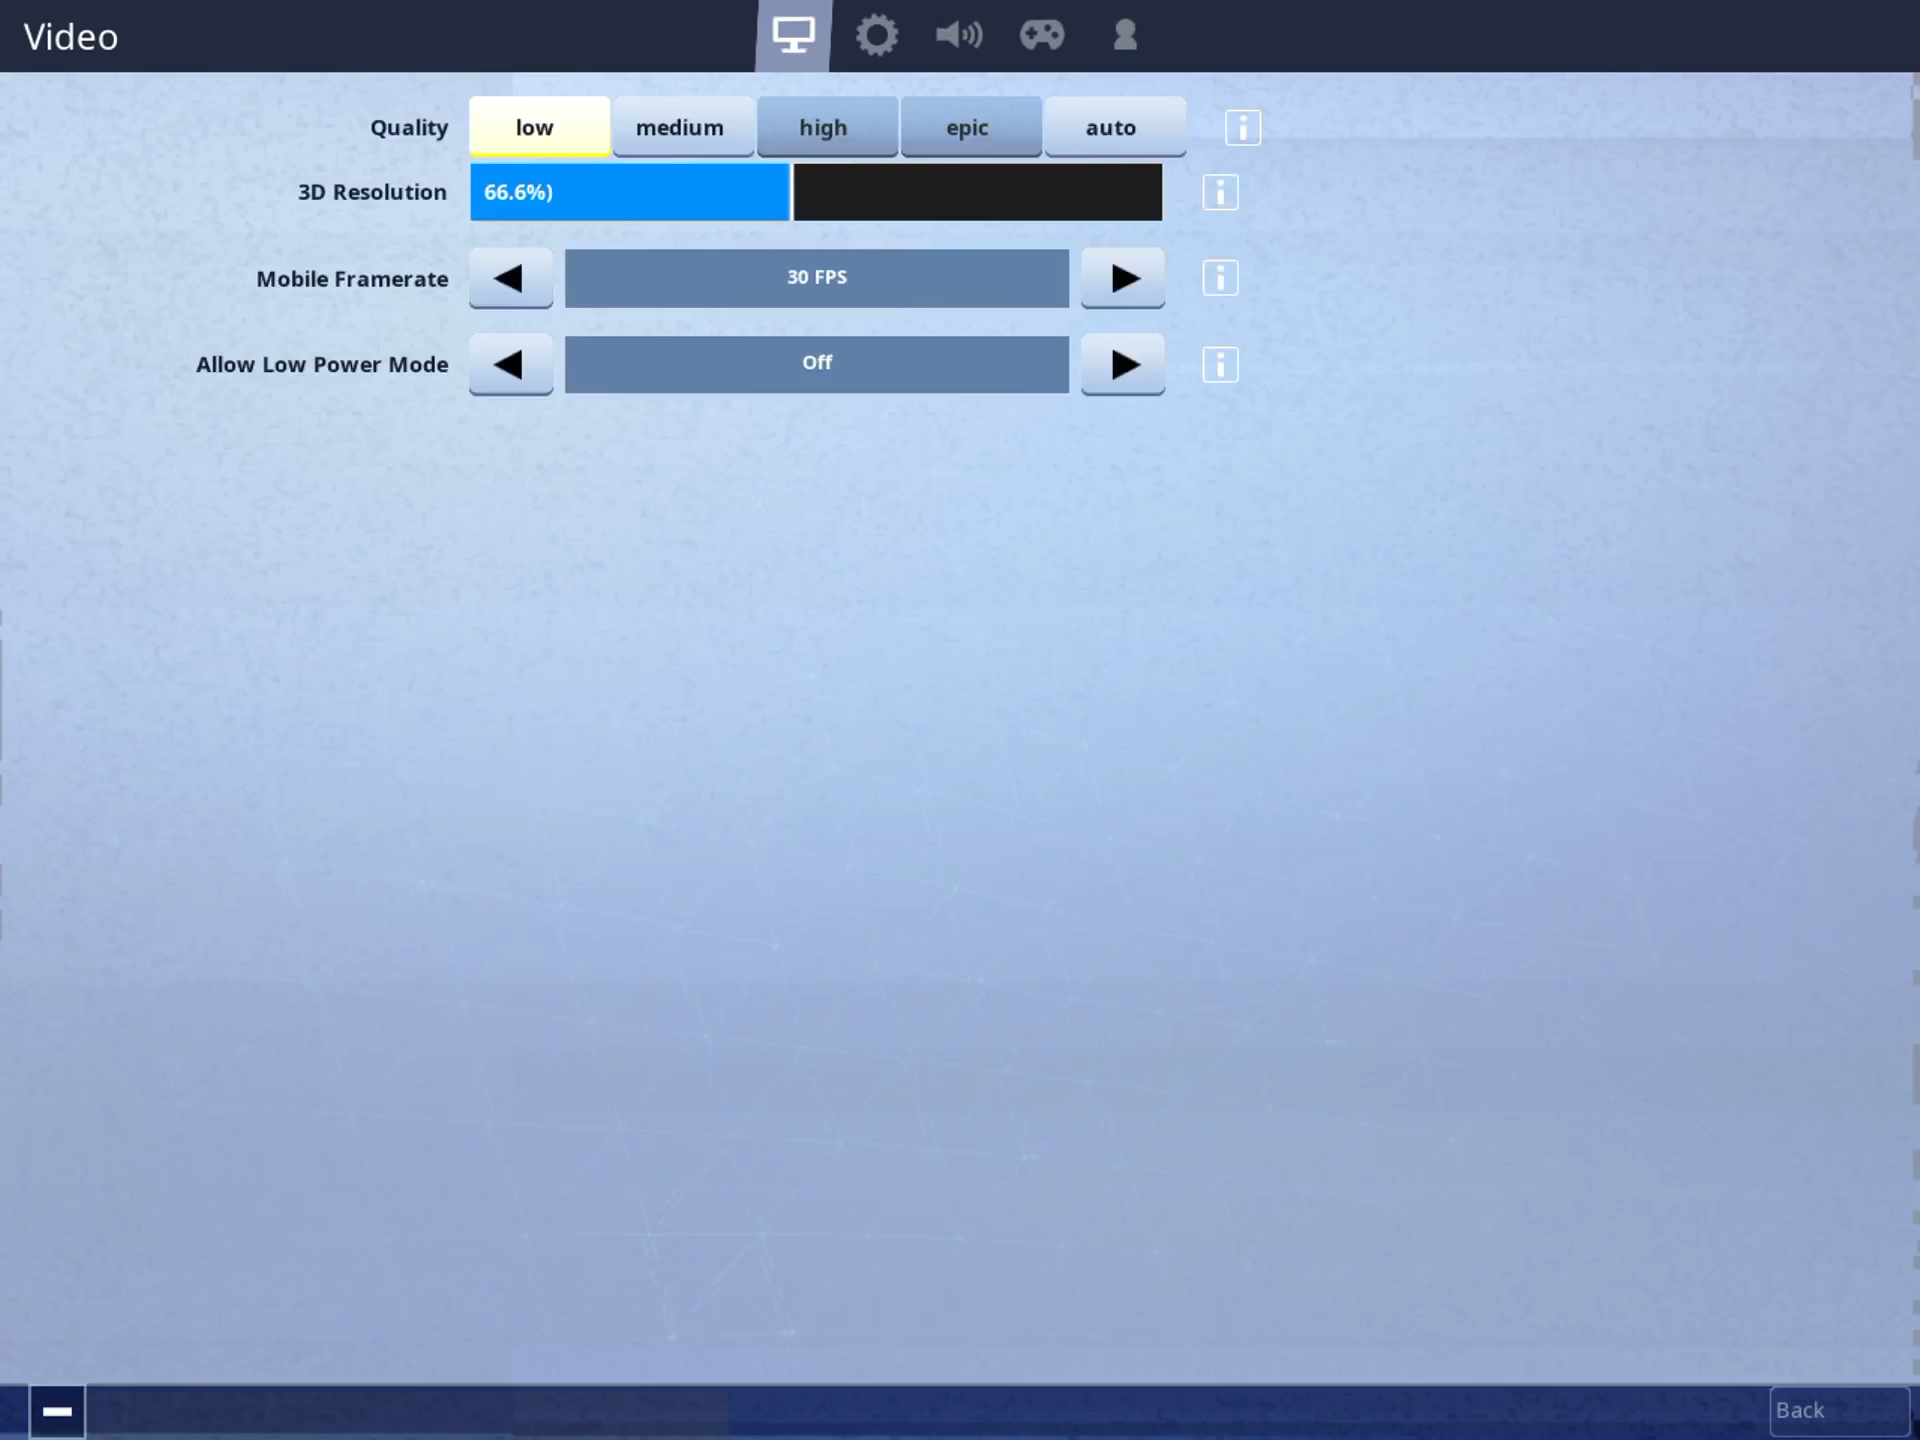 Video
Quality low medium high epic auto
3D Resolution 66.6%)
Mobile Framerate 30 FPS
Allow Low Power Mode Off
Back